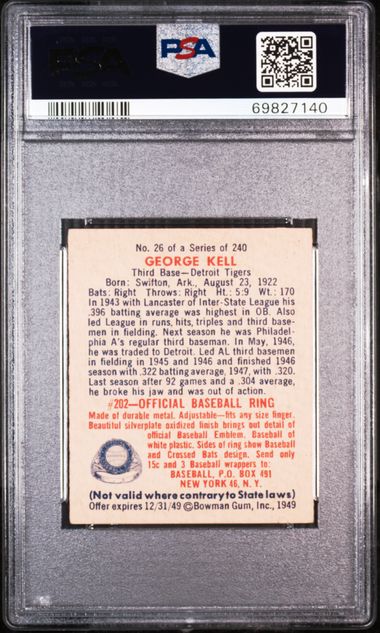 PSA
PSA
69827140
No. 26 of a Series of 240
GEORGE KELL
Third Base—Detroit Tigers
Born: Swifton, Ark., August 23, 1922
Bats: Right Throws: Right Ht.: 5:9 Wt.: 170
In 1943 with Lancaster of Inter-State League his
.396 batting average was highest in OB. Also
led League in runs, hits, triples and third base-
men in fielding. Next season he was Philadel-
phia A's regular third baseman. In May, 1946,
he was traded to Detroit. Led AL third basemen
in fielding in 1945 and 1946 and finished 1946
season with .322 batting average, 1947, with .320.
Last season after 92 games and a .304 average,
he broke his jaw and was out of action.
#202—OFFICIAL BASEBALL RING
Made of durable metal. Adjustable—fits any size finger.
Beautiful silverplate oxidized finish brings out detail of
official Baseball Emblem. Baseball of
white plastic. Sides of ring show Baseball
and Crossed Bats design. Send only
15c and 3 Baseball wrappers to:
BASEBALL, P.O. BOX 491
NEW YORK 46, N. Y.
(Not valid where contrary to State laws)
Offer expires 12/31/49 ©Bowman Gum, Inc., 1949